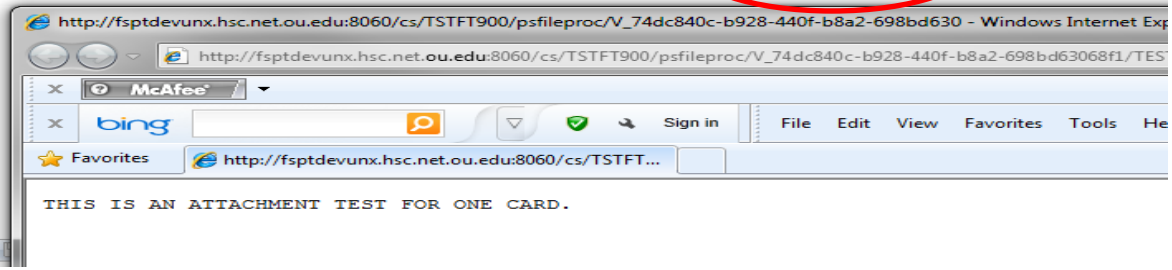 http://fsptdevunx.hsc.net.ou.edu:8060/cs/TSTFT900/psfileproc/V_74dc840c-b928-440f-b8a2-698bd630 - Windows Internet Exp
http://fsptdevunx.hsc.net.ou.edu:8060/cs/TSTFT900/psfileproc/V_74dc840c-b928-440f-b8a2-698bd63068f1/TES
x McAfee
x bing Sign in File Edit View Favorites Tools He
Favorites http://fsptdevunx.hsc.net.ou.edu:8060/cs/TSTFT...
THIS IS AN ATTACHMENT TEST FOR ONE CARD.